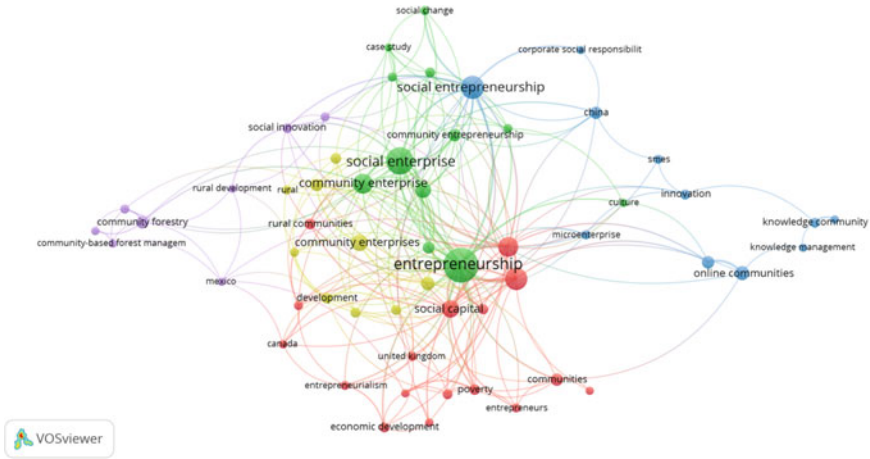 social change
case study
corporate social responsibilit
social entrepreneurship
china
social innovation
community entrepreneurship
social enterprise
smes
community enterprise
rural development
rural
innovation
culture
community forestry
rural communities
knowledge community
microenterprise
community-based forest managem
community enterprises
knowledge management
entrepreneurship
online communities
mexico
development
social capital
canada
united kingdom
communities
entrepreneurialism
poverty
entrepreneurs
economic development
VOSviewer